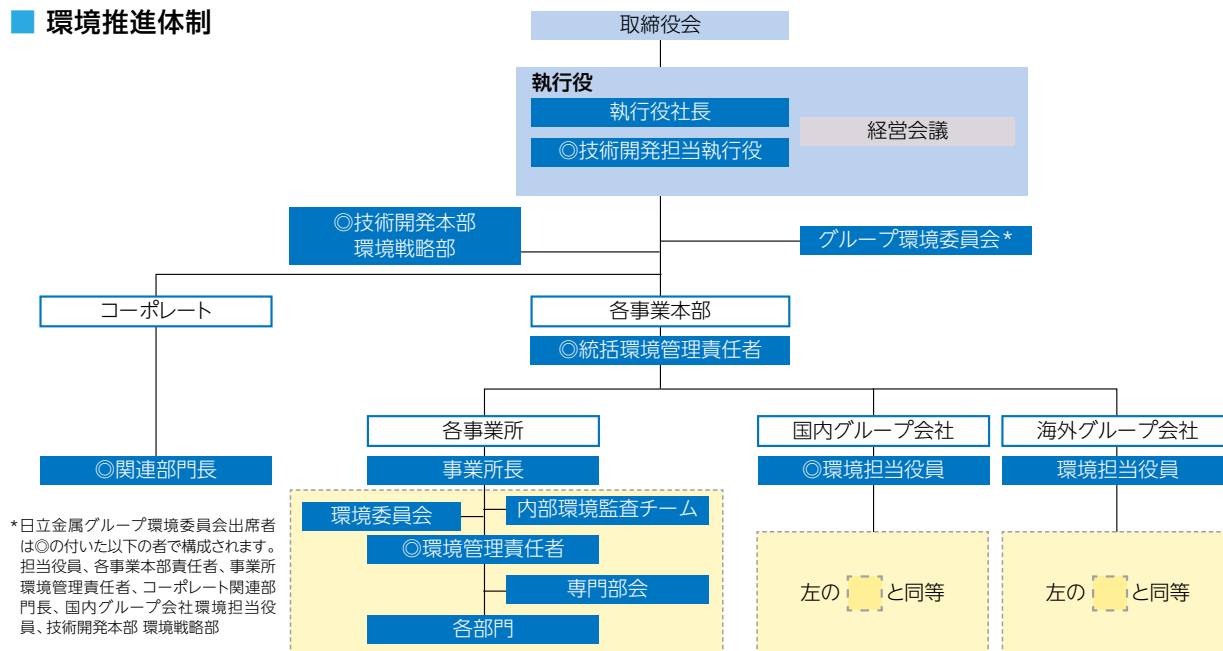 環境推進体制
取締役会
執行役
執行役社長
経営会議
◎技術開発担当執行役
◎技術開発本部
環境戦略部
グループ環境委員会*
コーポレート
各事業本部
◎統括環境管理責任者
各事業所
国内グループ会社
海外グループ会社
◎関連部門長
事業所長
◎環境担当役員
環境担当役員
環境委員会
内部環境監査チーム
◎環境管理責任者
専門部会
各部門
左の と同等
左の と同等
*日立金属グループ環境委員会出席者
は◎の付いた以下の者で構成されます。
担当役員、各事業本部責任者、事業所
環境管理責任者、コーポレート関連部
門長、国内グループ会社環境担当役
員、技術開発本部 環境戦略部